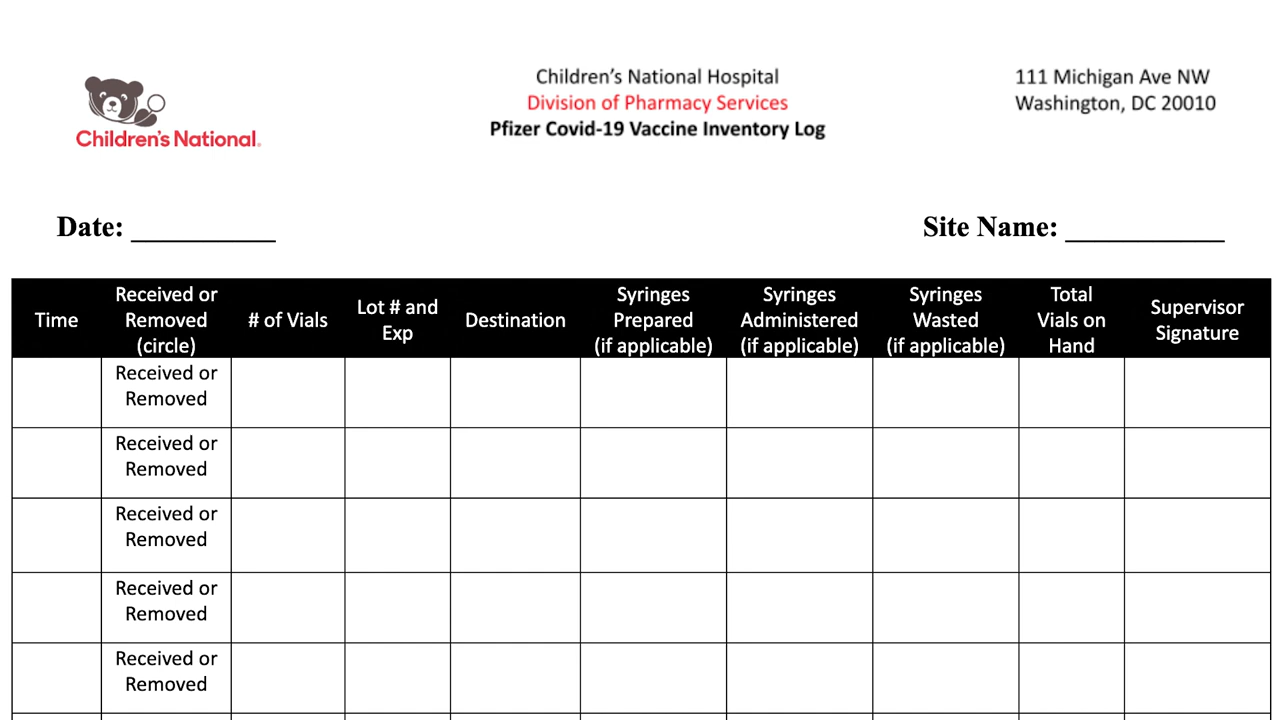 Children's National.
Children's National Hospital
Division of Pharmacy Services
Pfizer Covid-19 Vaccine Inventory Log
111 Michigan Ave NW
Washington, DC 20010
Date: __________
Site Name: ___________
Time
Received or
Removed
(circle)
# of Vials
Lot # and
Exp
Destination
Syringes
Prepared
(if applicable)
Syringes
Administered
(if applicable)
Syringes
Wasted
(if applicable)
Total
Vials on
Hand
Supervisor
Signature
Received or
Removed
Received or
Removed
Received or
Removed
Received or
Removed
Received or
Removed